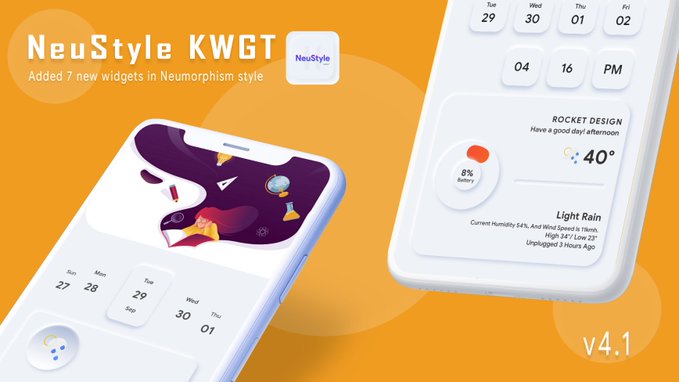 NeuStyle KWGT
NeuStyle
Added 7 new widgets in Neumorphism style
Tue Wed Thu Fri
29 30 01 02
04 16 PM
ROCKET DESIGN
Have a good day! afternoon
40°
8%
Battery
Light Rain
Current Humidity 54%, And Wind Speed Is 11kmh.
High 34°/ Low 23°
Unplugged 3 Hours Ago
Sun Mon Tue Wed Thu
27 28 29 30 01
Sep
v4.1